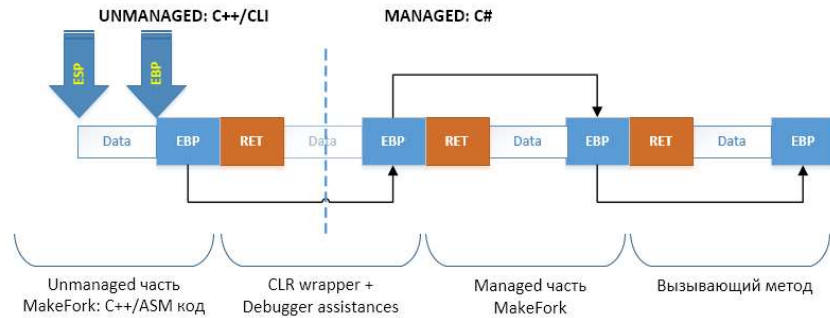 UNMANAGED: C++/CLI
MANAGED: C#
ESP
EBP
Data
EBP
RET
Data
EBP
RET
Data
EBP
RET
Data
EBP
Unmanaged часть
MakeFork: C++/ASM код
CLR wrapper +
Debugger assistances
Managed часть
MakeFork
Вызывающий метод